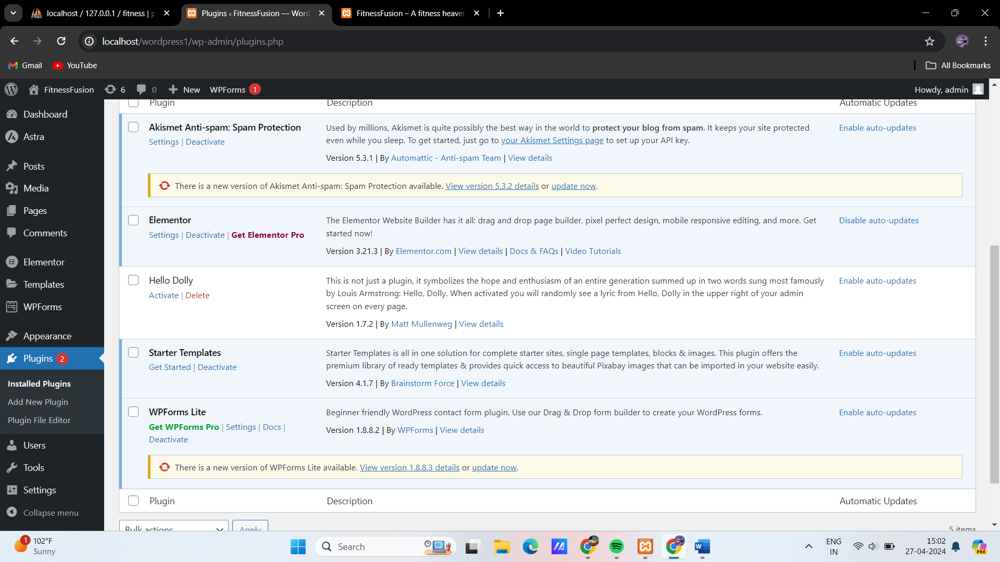 localhost / 127.0.0.1 / fitness | p
Plugins ‹ FitnessFusion — Word
FitnessFusion – A fitness heaven
localhost/wordpress1/wp-admin/plugins.php
Gmail
YouTube
All Bookmarks
FitnessFusion
6
0
New
WPForms
1
Howdy, admin
Dashboard
Astra
Posts
Media
Pages
Comments
Elementor
Templates
WPForms
Appearance
Plugins
2
Installed Plugins
Add New Plugin
Plugin File Editor
Users
Tools
Settings
Collapse menu
Plugin
Description
Automatic Updates
Akismet Anti-spam: Spam Protection
Settings | Deactivate
Used by millions, Akismet is quite possibly the best way in the world to protect your blog from spam. It keeps your site protected
even while you sleep. To get started, just go to your Akismet Settings page to set up your API key.
Version 5.3.1 | By Automattic - Anti-spam Team | View details
Enable auto-updates
There is a new version of Akismet Anti-spam: Spam Protection available. View version 5.3.2 details or update now.
Elementor
Settings | Deactivate | Get Elementor Pro
The Elementor Website Builder has it all: drag and drop page builder, pixel perfect design, mobile responsive editing, and more. Get
started now!
Version 3.21.3 | By Elementor.com | View details | Docs & FAQs | Video Tutorials
Disable auto-updates
Hello Dolly
Activate | Delete
This is not just a plugin, it symbolizes the hope and enthusiasm of an entire generation summed up in two words sung most famously
by Louis Armstrong: Hello, Dolly. When activated you will randomly see a lyric from Hello, Dolly in the upper right of your admin
screen on every page.
Version 1.7.2 | By Matt Mullenweg | View details
Enable auto-updates
Starter Templates
Get Started | Deactivate
Starter Templates is all in one solution for complete starter sites, single page templates, blocks & images. This plugin offers the
premium library of ready templates & provides quick access to beautiful Pixabay images that can be imported in your website easily.
Version 4.1.7 | By Brainstorm Force | View details
Enable auto-updates
WPForms Lite
Get WPForms Pro | Settings | Docs |
Deactivate
Beginner friendly WordPress contact form plugin. Use our Drag & Drop form builder to create your WordPress forms.
Version 1.8.8.2 | By WPForms | View details
Enable auto-updates
There is a new version of WPForms Lite available. View version 1.8.8.3 details or update now.
Plugin
Description
Automatic Updates
Bulk actions
Apply
5 items
1
102°F
Sunny
Search
W
ENG
IN
15:02
27-04-2024
PRE